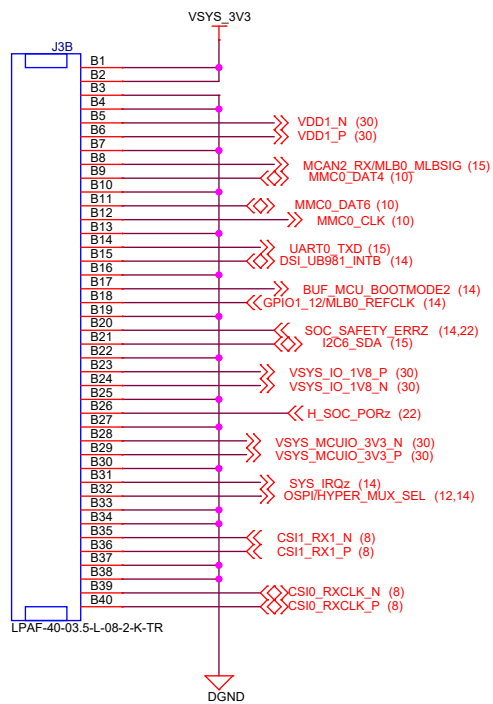 VSYS_3V3
J3B
B1
B2
B3
B4
B5 VDD1_N (30)
B6 VDD1_P (30)
B7
B8 MCAN2_RX/MLB0_MLBSIG (15)
B9 MMC0_DAT4 (10)
B10
B11 MMC0_DAT6 (10)
B12 MMC0_CLK (10)
B13
B14 UART0_TXD (15)
B15 DSI_UB981_INTB (14)
B16
B17 BUF_MCU_BOOTMODE2 (14)
B18 GPIO1_12/MLB0_REFCLK (14)
B19
B20 SOC_SAFETY_ERRZ (14,22)
B21 I2C6_SDA (15)
B22
B23 VSYS_IO_1V8_P (30)
B24 VSYS_IO_1V8_N (30)
B25
B26 H_SOC_PORz (22)
B27
B28 VSYS_MCUIO_3V3_N (30)
B29 VSYS_MCUIO_3V3_P (30)
B30
B31 SYS_IRQz (14)
B32 OSPI/HYPER_MUX_SEL (12,14)
B33
B34
B35 CSI1_RX1_N (8)
B36 CSI1_RX1_P (8)
B37
B38
B39 CSI0_RXCLK_N (8)
B40 CSI0_RXCLK_P (8)
LPAF-40-03.5-L-08-2-K-TR
DGND